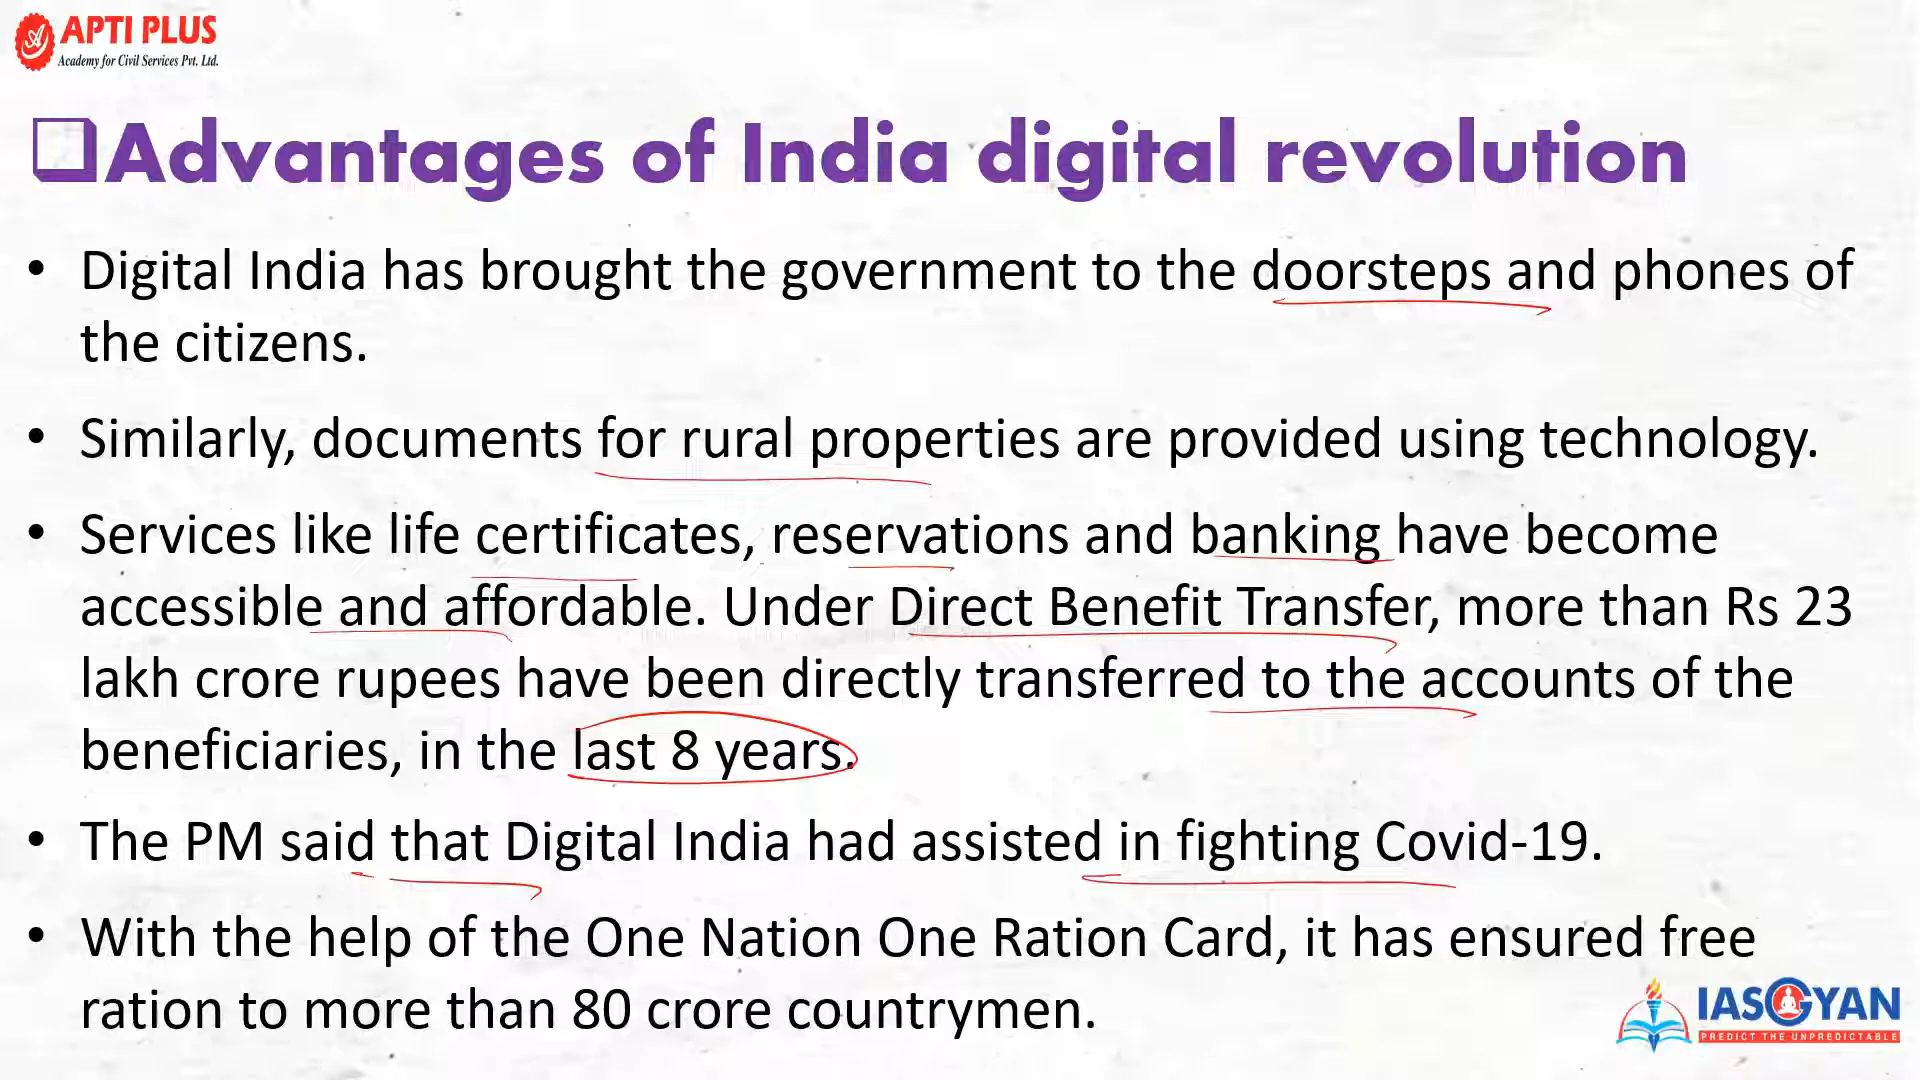 APTI PLUS
Academy for Civil Services Pvt. Ltd.
❑Advantages of India digital revolution
• Digital India has brought the government to the doorsteps and phones of
the citizens.
• Similarly, documents for rural properties are provided using technology.
• Services like life certificates, reservations and banking have become
accessible and affordable. Under Direct Benefit Transfer, more than Rs 23
lakh crore rupees have been directly transferred to the accounts of the
beneficiaries, in the last 8 years.
• The PM said that Digital India had assisted in fighting Covid-19.
• With the help of the One Nation One Ration Card, it has ensured free
ration to more than 80 crore countrymen.
IASGYAN
PREDICT THE UNPREDICTABLE